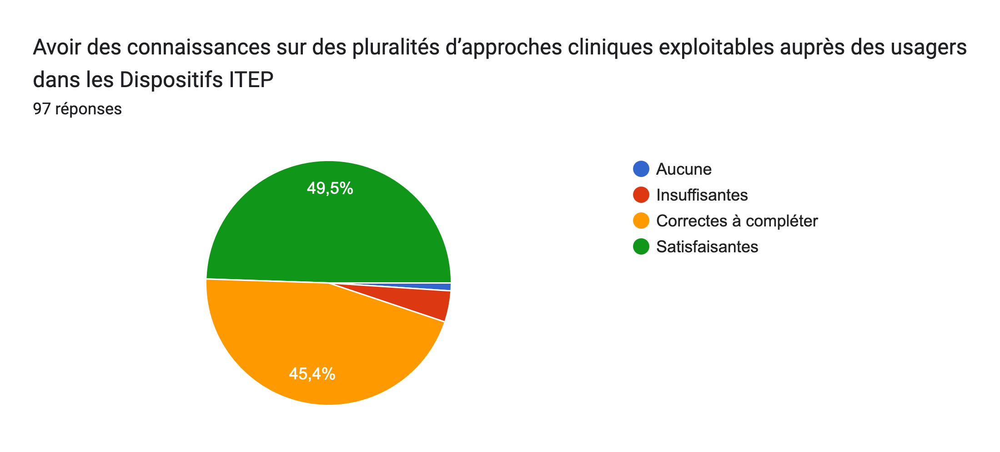 Avoir des connaissances sur des pluralités d’approches cliniques exploitables auprès des usagers
dans les Dispositifs ITEP
97 réponses
49,5%
45,4%
Aucune
Insuffisantes
Correctes à compléter
Satisfaisantes